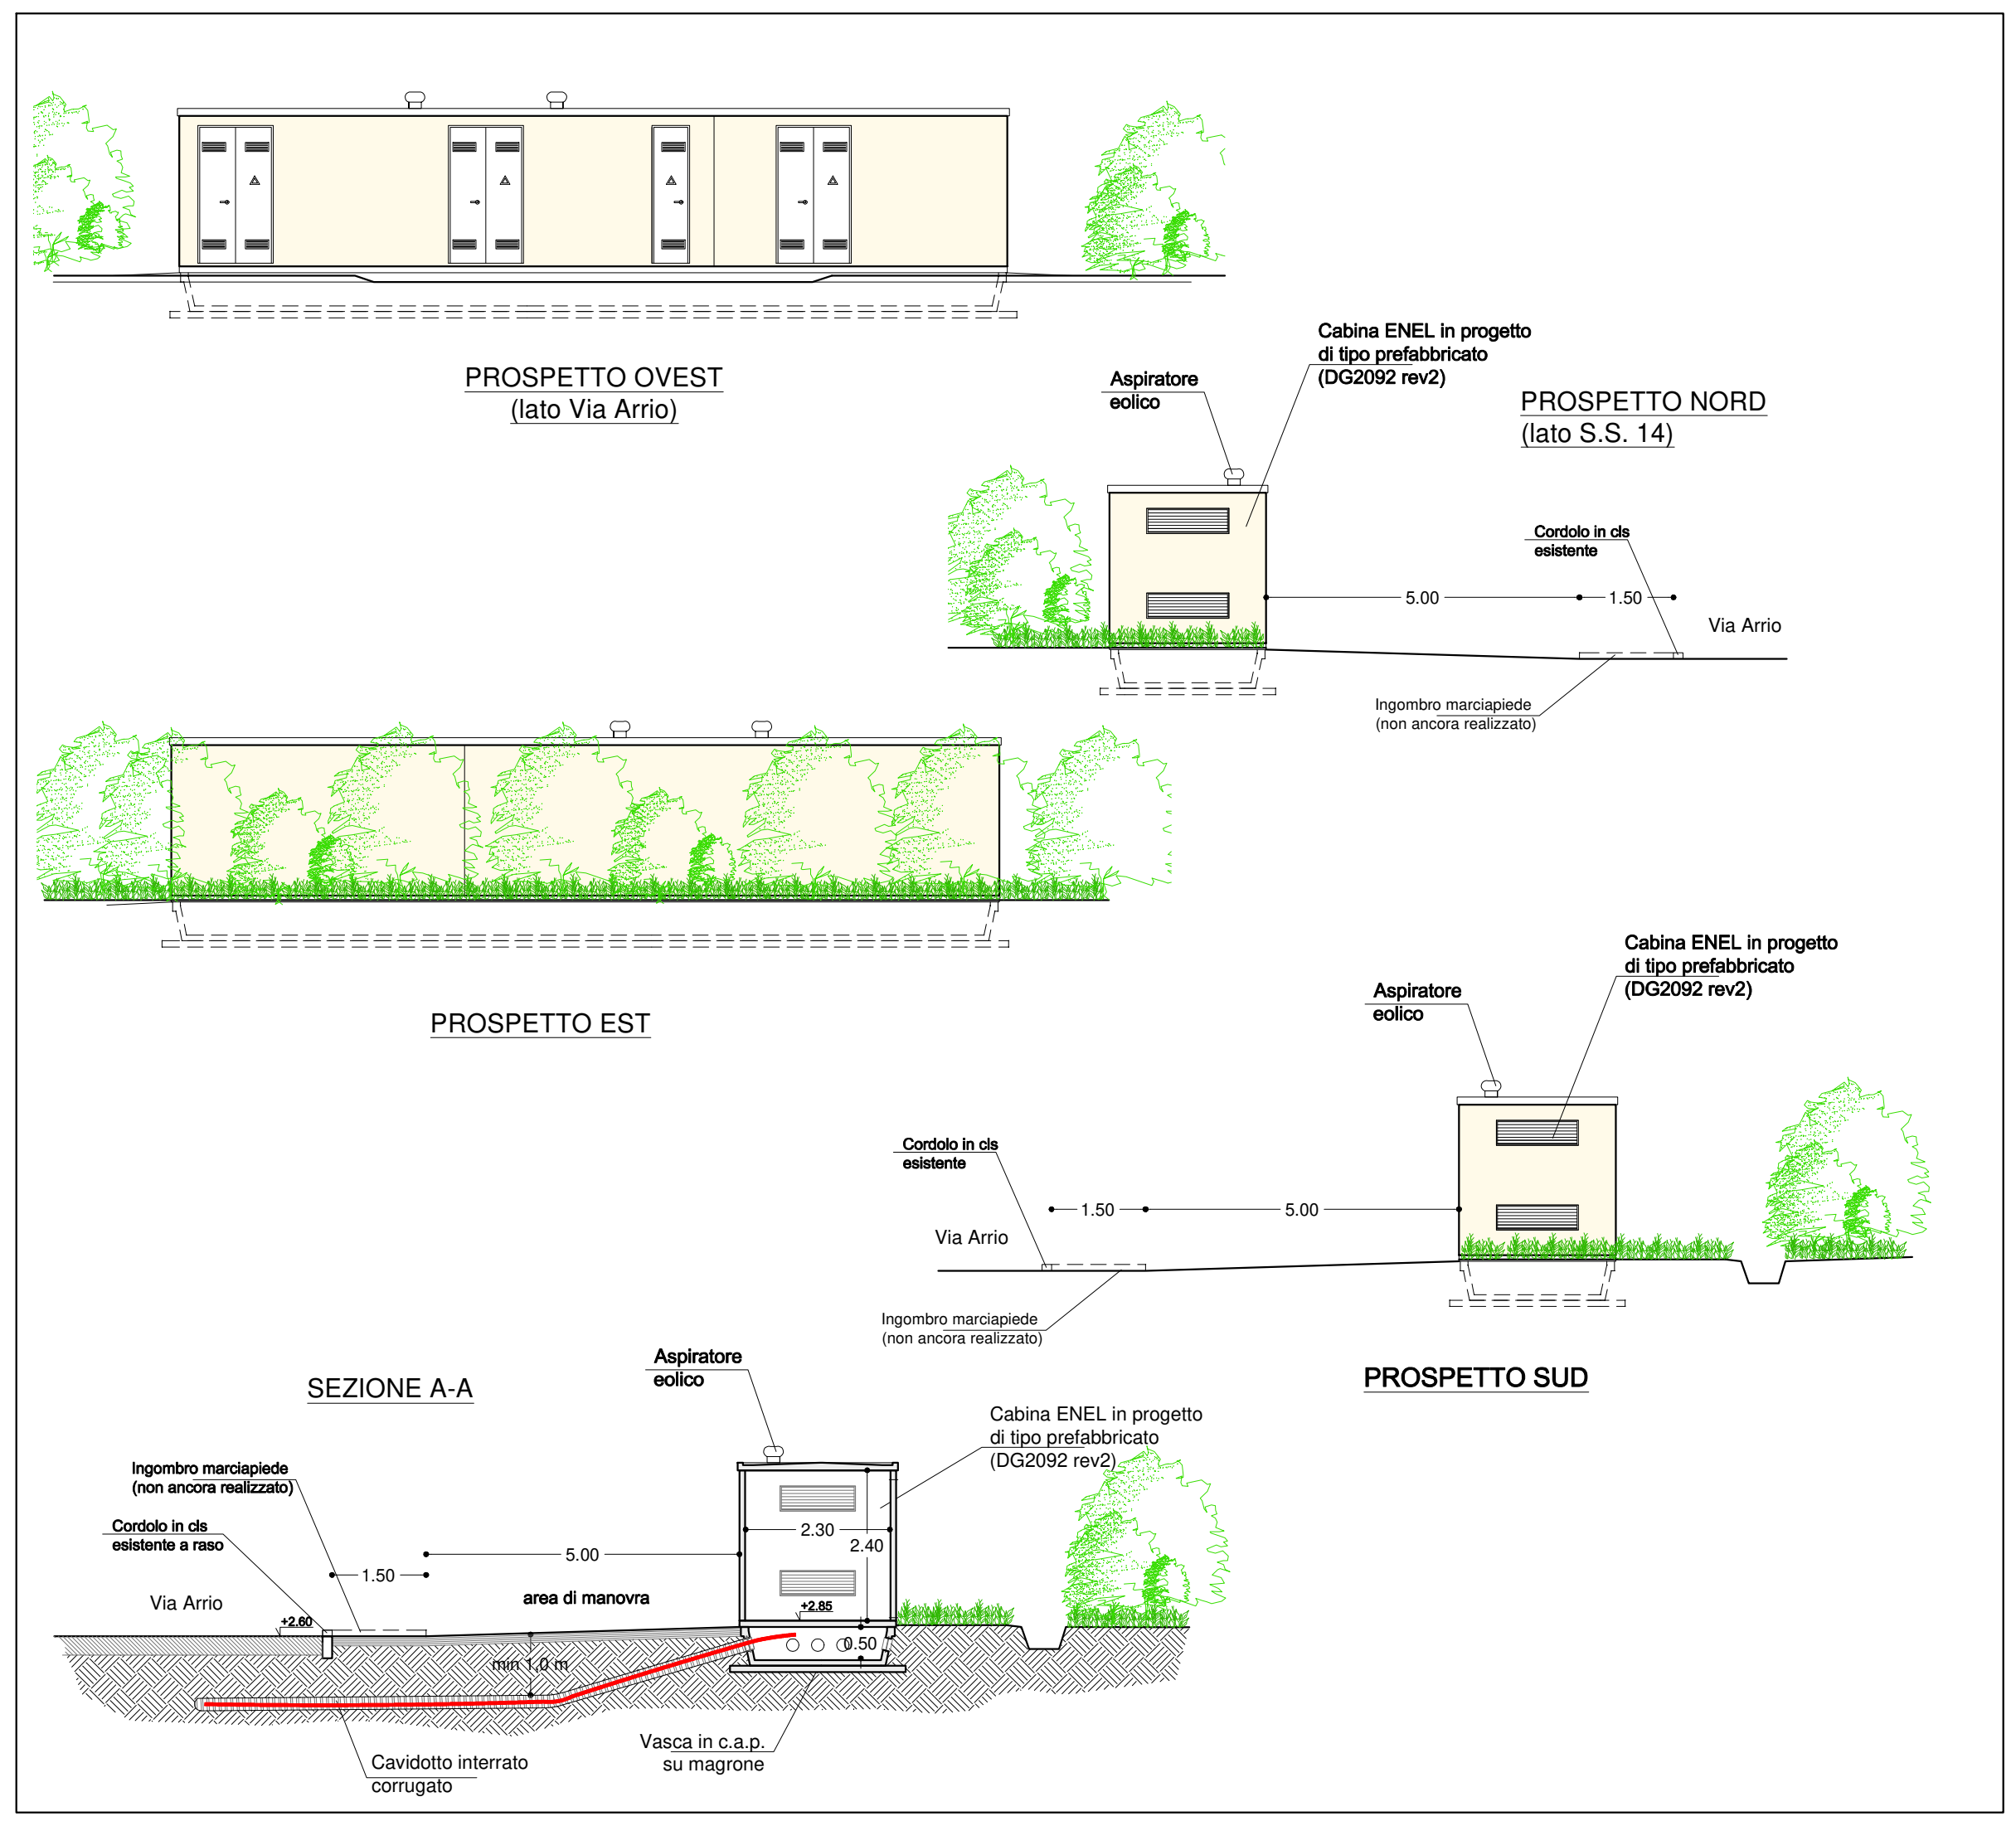 PROSPETTO OVEST
(lato Via Arrio)
Cabina ENEL in progetto
di tipo prefabbricato
(DG2092 rev2)
Aspiratore
eolico
PROSPETTO NORD
(lato S.S. 14)
Cordolo in cls
esistente
5.00
1.50
Via Arrio
Ingombro marciapiede
(non ancora realizzato)
PROSPETTO EST
Cabina ENEL in progetto
di tipo prefabbricato
(DG2092 rev2)
Aspiratore
eolico
Cordolo in cls
esistente
1.50
5.00
Via Arrio
Ingombro marciapiede
(non ancora realizzato)
PROSPETTO SUD
SEZIONE A-A
Aspiratore
eolico
Cabina ENEL in progetto
di tipo prefabbricato
(DG2092 rev2)
Ingombro marciapiede
(non ancora realizzato)
Cordolo in cls
esistente a raso
2.30
2.40
5.00
1.50
area di manovra
Via Arrio
+2.60
+2.85
0.50
min 1,0 m
Vasca in c.a.p.
su magrone
Cavidotto interrato
corrugato